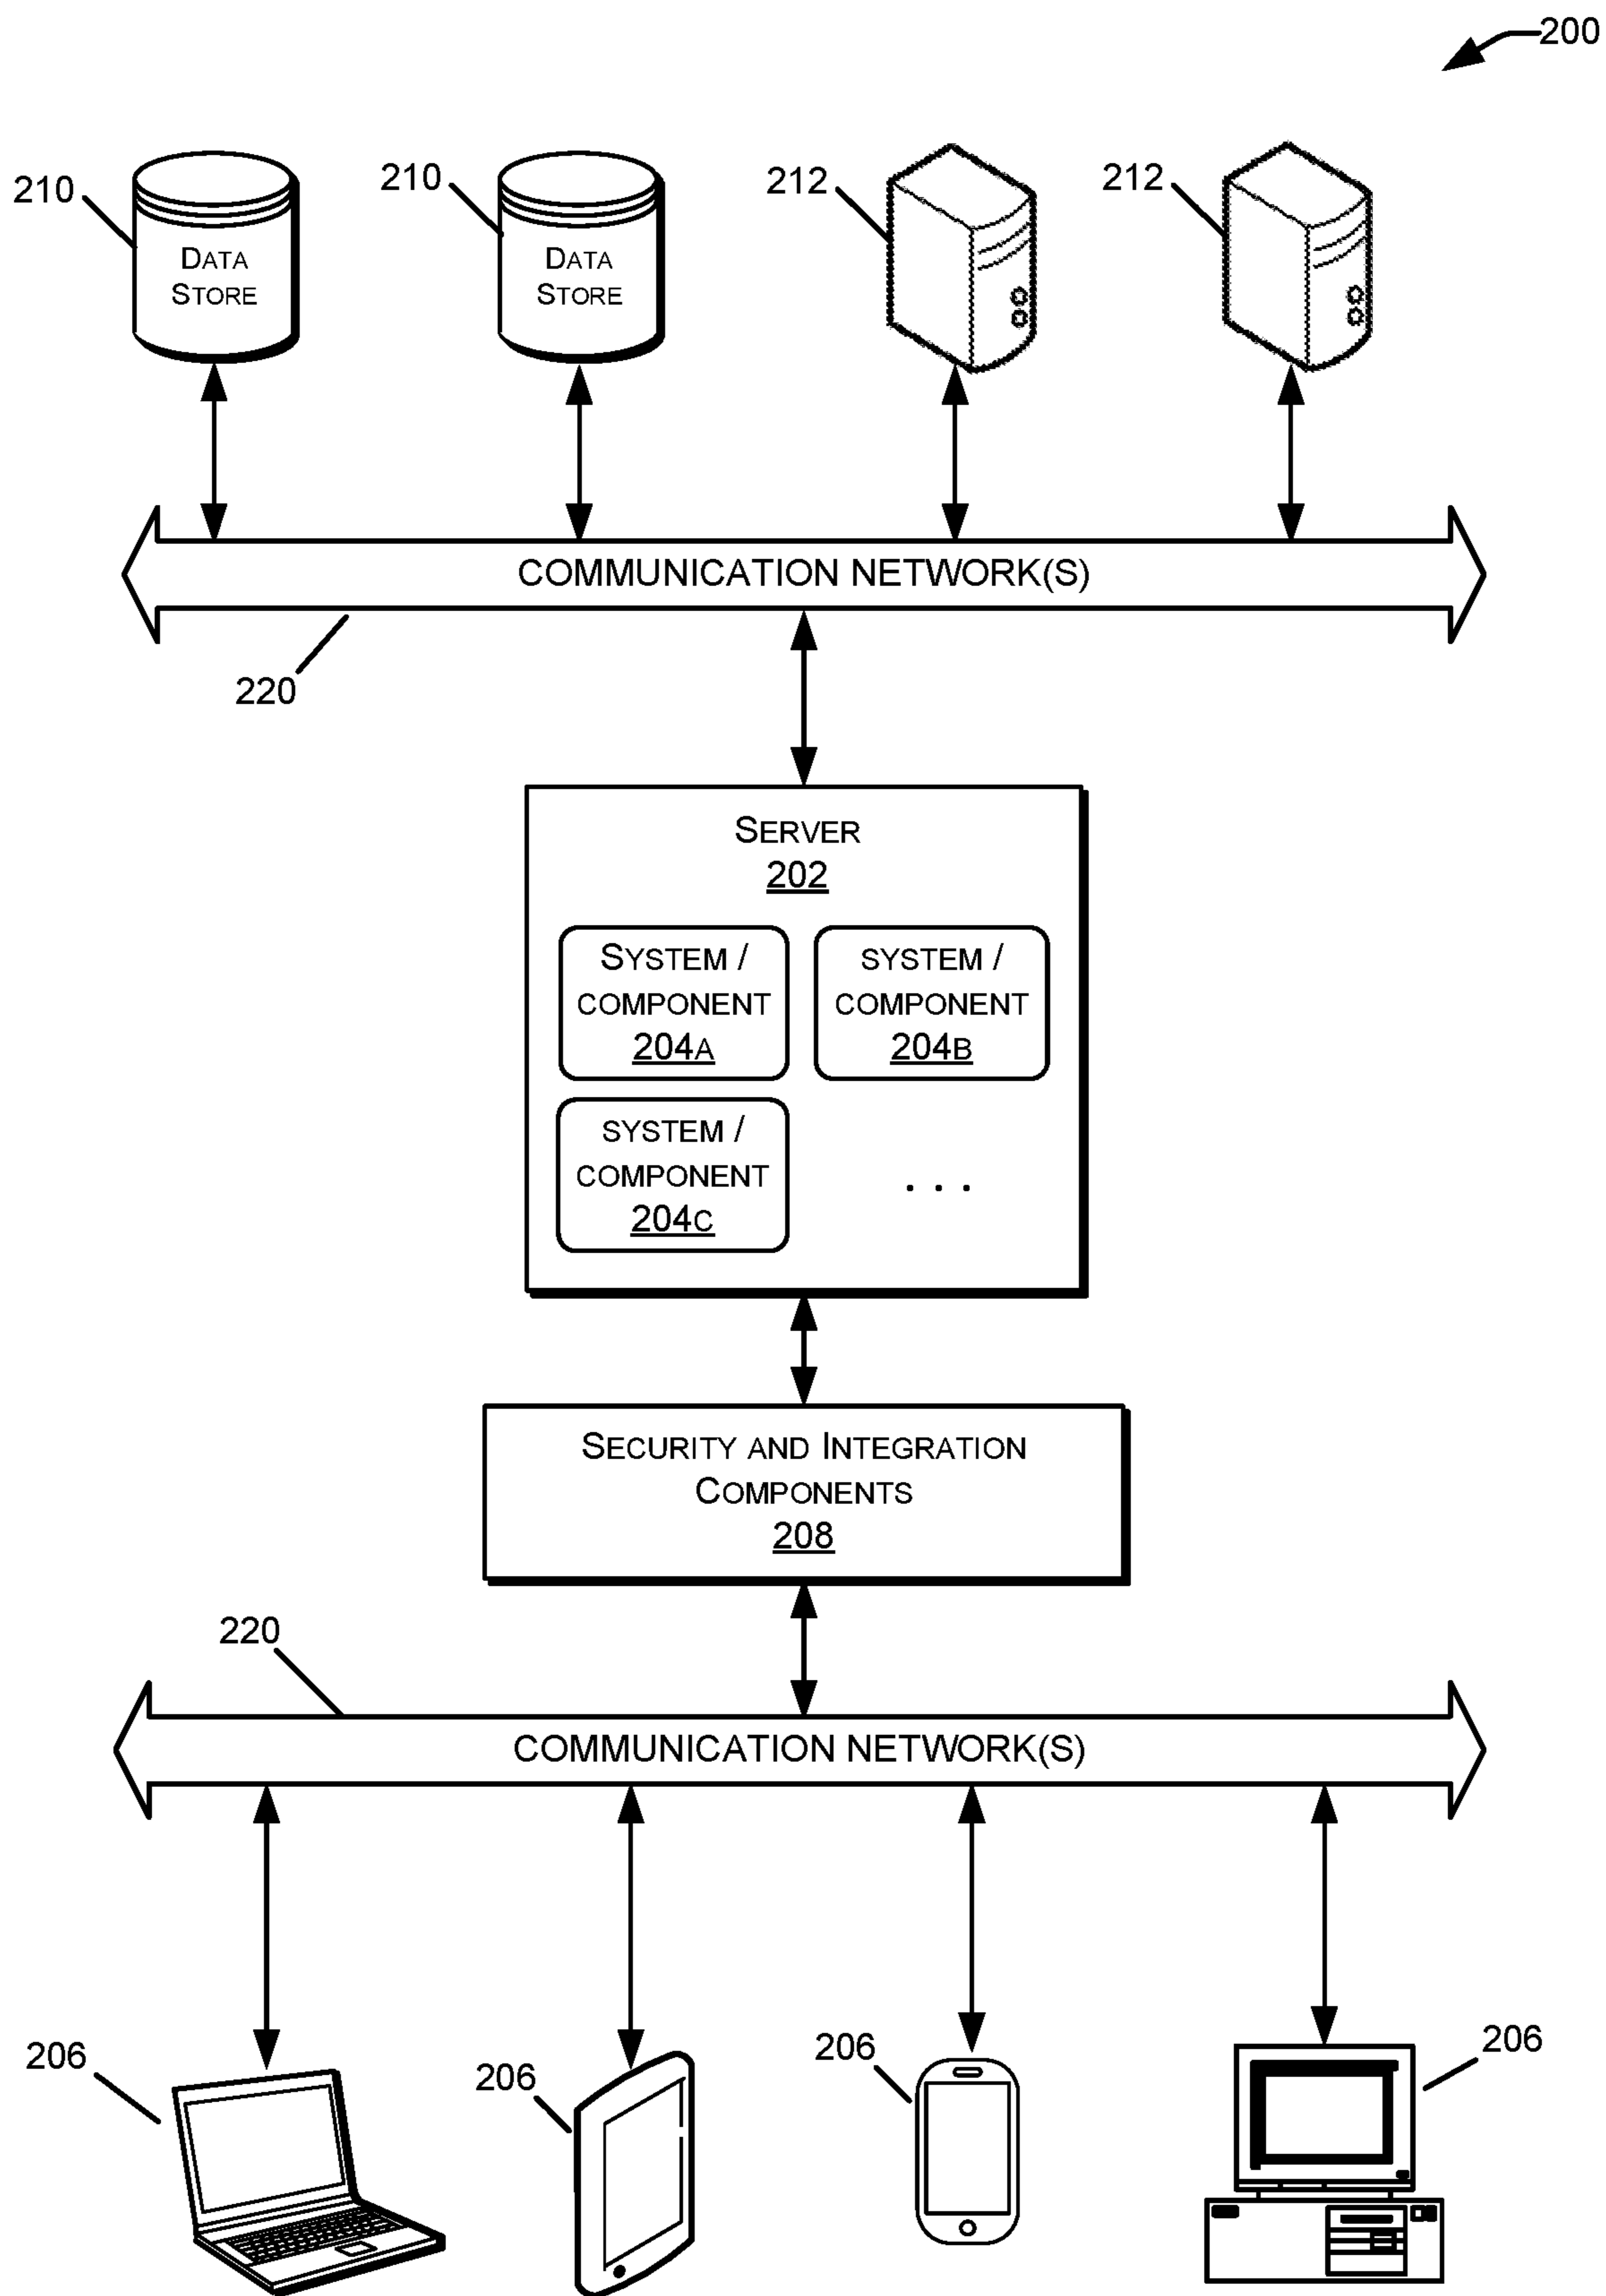 200
210
210
212
212
DATA
STORE
DATA
STORE
COMMUNICATION NETWORK(S)
220
SERVER
202
SYSTEM /
COMPONENT
204A
SYSTEM /
COMPONENT
204B
SYSTEM /
COMPONENT
204C
. . .
SECURITY AND INTEGRATION
COMPONENTS
208
220
COMMUNICATION NETWORK(S)
206
206
206
206